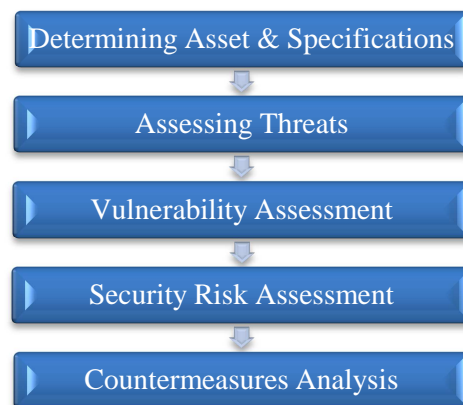 Determining Asset & Specifications
Assessing Threats
Vulnerability Assessment
Security Risk Assessment
Countermeasures Analysis